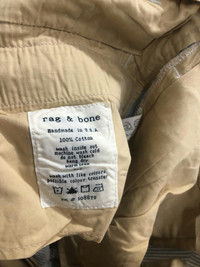 rag & bone
Handmade in U.S.A.
100% Cotton
wash inside out
machine wash cold
do not bleach
hang dry
warm iron
wash with like colours
possible colour transfer